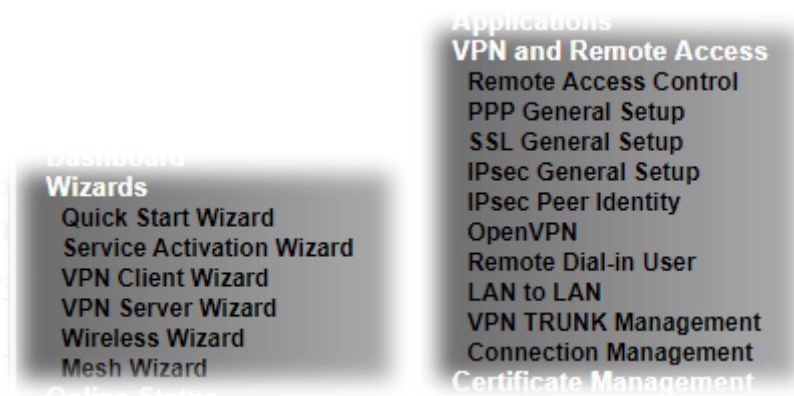 Dashboard
Wizards
Quick Start Wizard
Service Activation Wizard
VPN Client Wizard
VPN Server Wizard
Wireless Wizard
Mesh Wizard
Online Status
Applications
VPN and Remote Access
Remote Access Control
PPP General Setup
SSL General Setup
IPsec General Setup
IPsec Peer Identity
OpenVPN
Remote Dial-in User
LAN to LAN
VPN TRUNK Management
Connection Management
Certificate Management